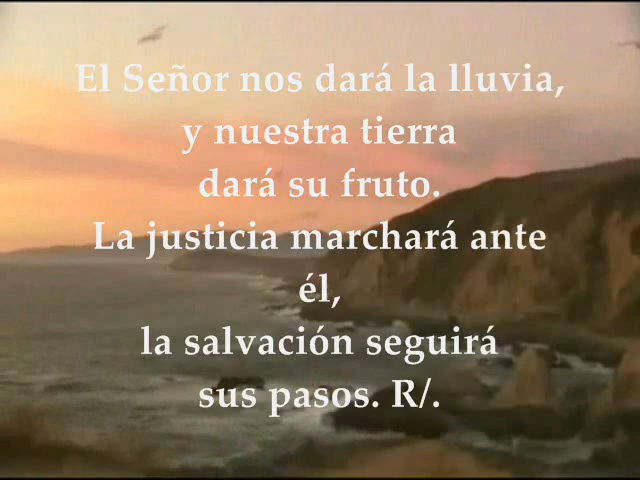 El Señor nos dará la lluvia,
y nuestra tierra
dará su fruto.
La justicia marchará ante
él,
la salvación seguirá
sus pasos. R/.